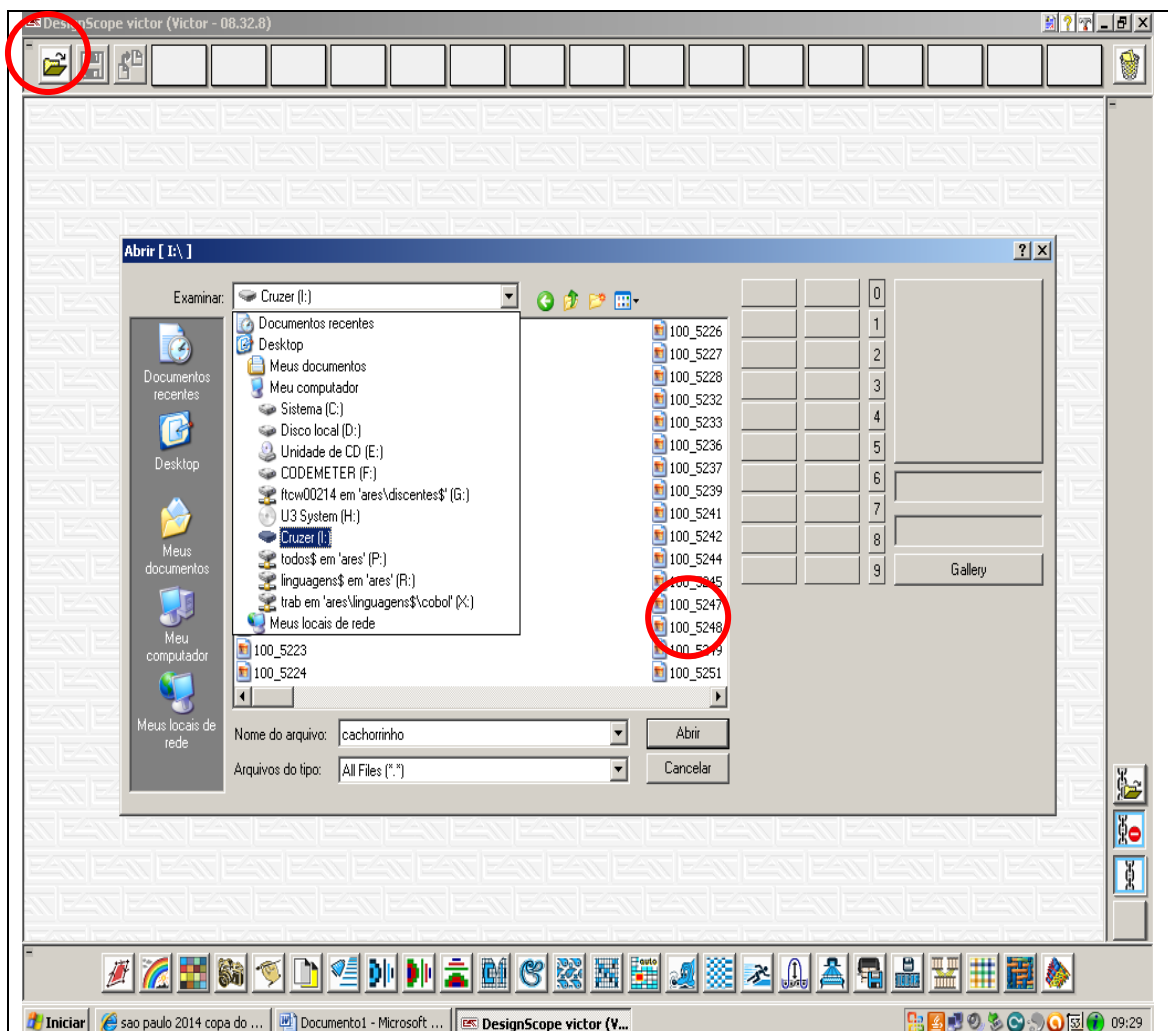 DesignScope victor (Victor - 08.32.8)
Abrir [ I:\ ]
Examinar: Cruzer (I:)
Documentos recentes
Desktop
Meus documentos
Meu computador
Sistema (C:)
Disco local (D:)
Unidade de CD (E:)
CODEMETER (F:)
ftcw00214 em 'ares\discentes$' (G:)
U3 System (H:)
Cruzer (I:)
todos$ em 'ares' (P:)
linguagens$ em 'ares' (R:)
trab em 'ares\linguagens$\cobol' (X:)
Meus locais de rede
100_5223
100_5224
100_5226
100_5227
100_5228
100_5232
100_5233
100_5236
100_5237
100_5239
100_5241
100_5242
100_5244
100_5245
100_5247
100_5248
100_5249
100_5251
Documentos
recentes
Desktop
Meus
documentos
Meu
computador
Meus locais de
rede
0
1
2
3
4
5
6
7
8
9
Gallery
Nome do arquivo: cachorrinho
Abrir
Arquivos do tipo: All Files (*.*)
Cancelar
auto
Iniciar
sao paulo 2014 copa do ...
Documento1 - Microsoft ...
DesignScope victor (V...
09:29